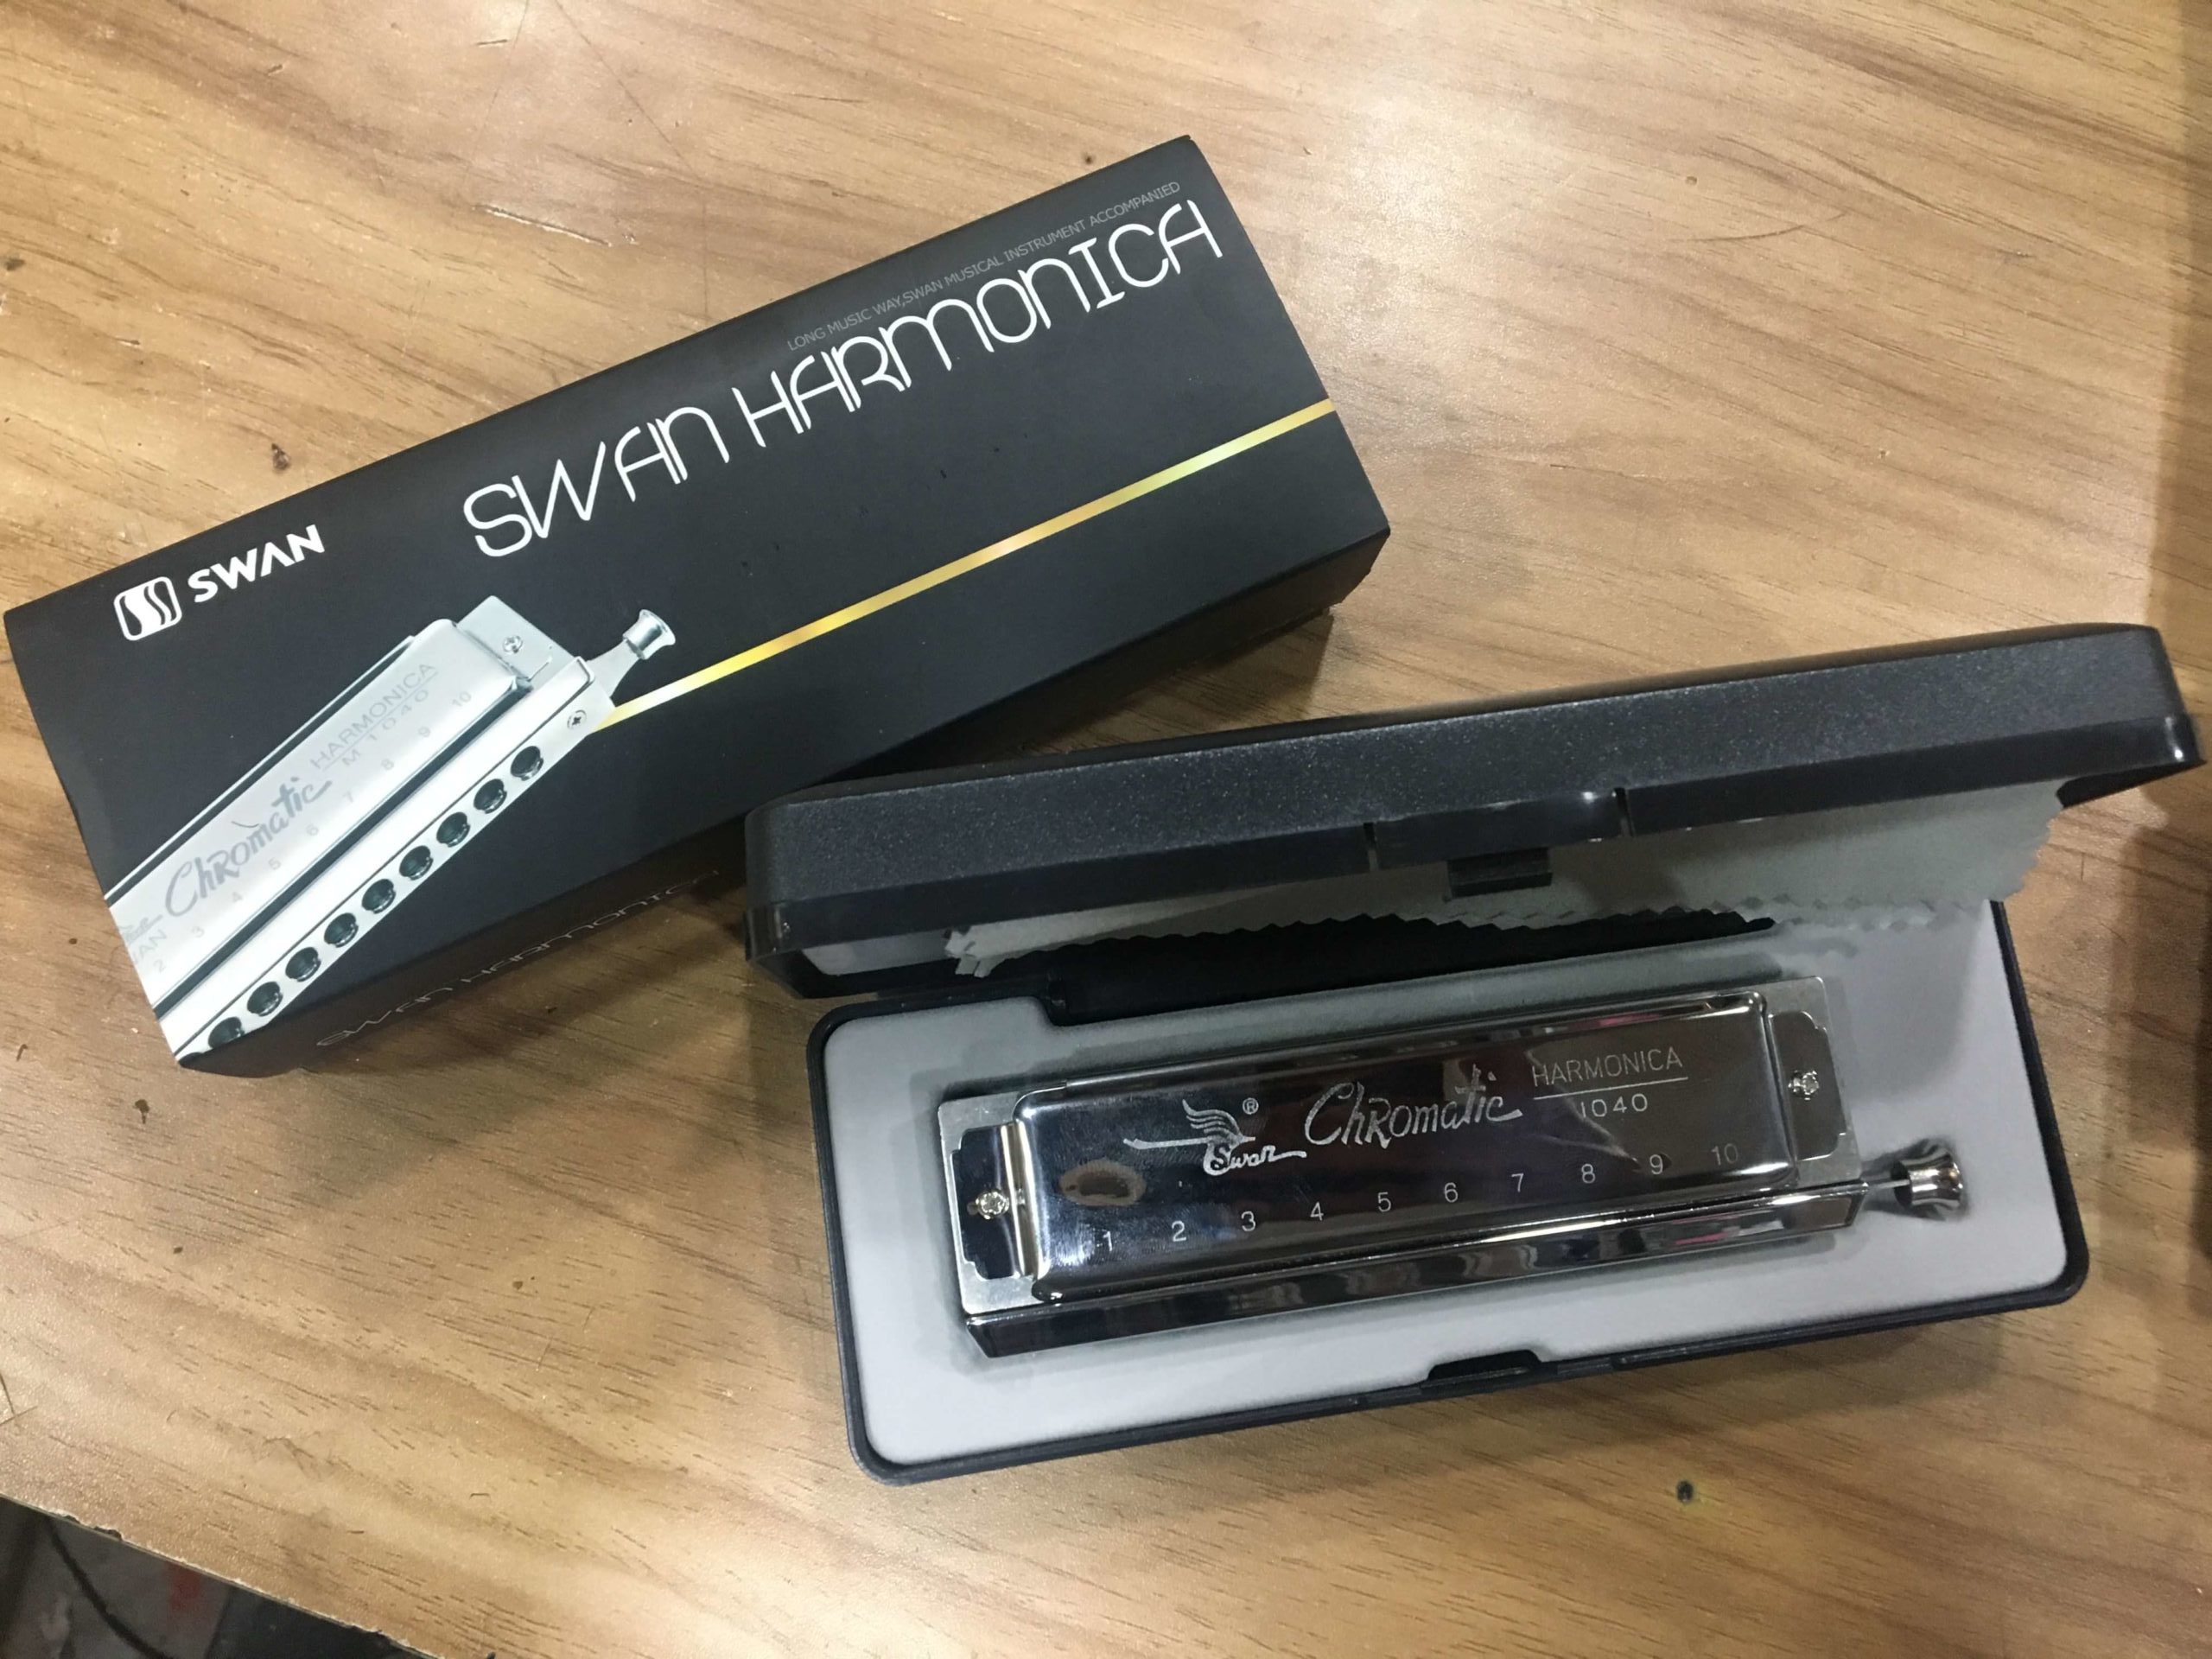 LONG MUSIC WAY,SWAN MUSICAL INSTRUMENT ACCOMPANIED
SWAN HARMONICA
SWAN
Chromatic
HARMONICA
M1040
2 3 4 5 6 7 8 9 10
SWAN HARMONICA
Swan ®
Chromatic
HARMONICA
1040
1 2 3 4 5 6 7 8 9 10